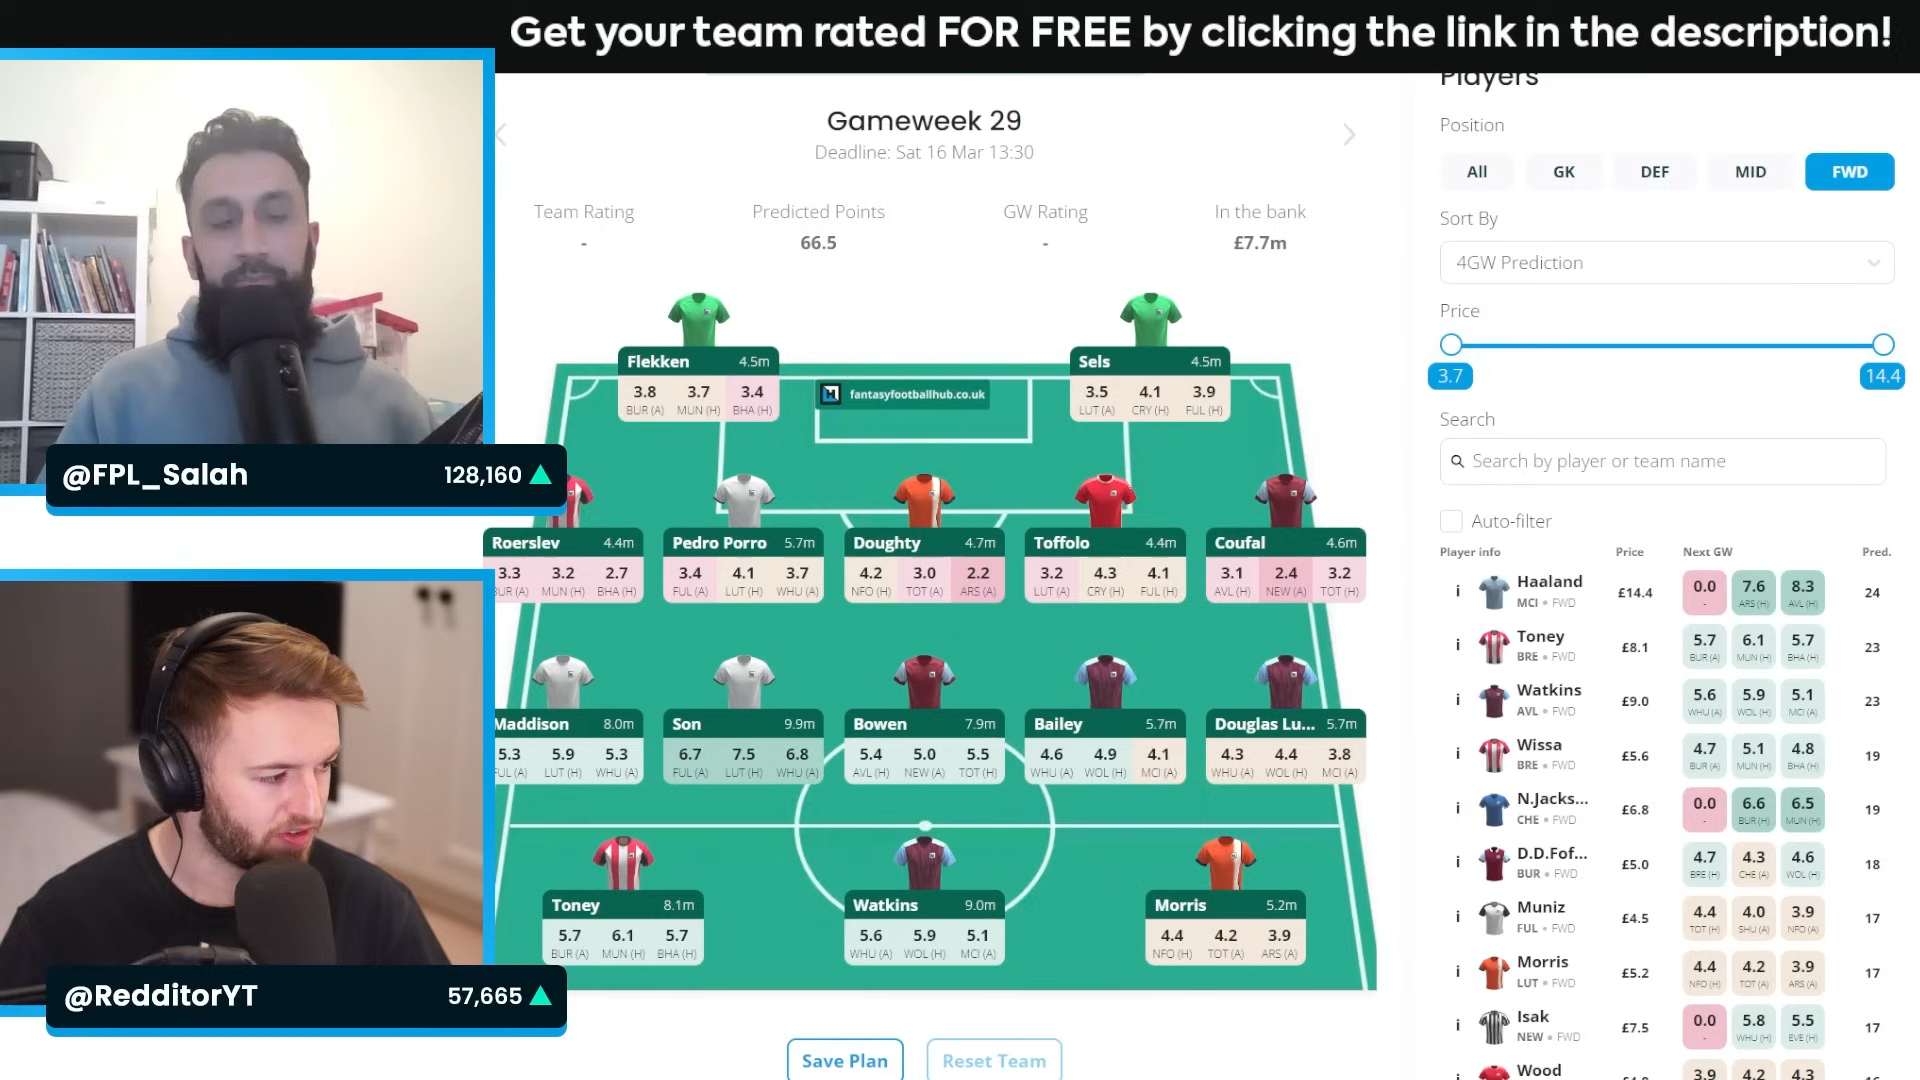 Get your team rated FOR FREE by clicking the link in the description!
@FPL_Salah 128,160
@RedditorYT 57,665
Gameweek 29
Deadline: Sat 16 Mar 13:30
Team Rating Predicted Points GW Rating In the bank
- 66.5 - £7.7m
fantasyfootballhub.co.uk
Flekken 4.5m
3.8 3.7 3.4
BUR (A) MUN (H) BHA (H)
Sels 4.5m
3.5 4.1 3.9
LUT (A) CRY (H) FUL (H)
Roerslev 4.4m
3.3 3.2 2.7
BUR (A) MUN (H) BHA (H)
Pedro Porro 5.7m
3.4 4.1 3.7
FUL (A) LUT (H) WHU (A)
Doughty 4.7m
4.2 3.0 2.2
NFO (H) TOT (A) ARS (A)
Toffolo 4.4m
3.2 4.3 4.1
LUT (A) CRY (H) FUL (H)
Coufal 4.6m
3.1 2.4 3.2
AVL (H) NEW (A) TOT (H)
Maddison 8.0m
5.3 5.9 5.3
FUL (A) LUT (H) WHU (A)
Son 9.9m
6.7 7.5 6.8
FUL (A) LUT (H) WHU (A)
Bowen 7.9m
5.4 5.0 5.5
AVL (H) NEW (A) TOT (H)
Bailey 5.7m
4.6 4.9 4.1
WHU (A) WOL (H) MCI (A)
Douglas Lu... 5.7m
4.3 4.4 3.8
WHU (A) WOL (H) MCI (A)
Toney 8.1m
5.7 6.1 5.7
BUR (A) MUN (H) BHA (H)
Watkins 9.0m
5.6 5.9 5.1
WHU (A) WOL (H) MCI (A)
Morris 5.2m
4.4 4.2 3.9
NFO (H) TOT (A) ARS (A)
Save Plan Reset Team
Players
Position
All GK DEF MID FWD
Sort By
4GW Prediction
Price
3.7 14.4
Search
Search by player or team name
Auto-filter
Player info Price Next GW Pred.
i Haaland £14.4 0.0 7.6 8.3 24
MCI • FWD - ARS (H) AVL (H)
i Toney £8.1 5.7 6.1 5.7 23
BRE • FWD BUR (A) MUN (H) BHA (H)
i Watkins £9.0 5.6 5.9 5.1 23
AVL • FWD WHU (A) WOL (H) MCI (A)
i Wissa £5.6 4.7 5.1 4.8 19
BRE • FWD BUR (A) MUN (H) BHA (H)
i N.Jacks... £6.8 0.0 6.6 6.5 19
CHE • FWD - BUR (H) MUN (H)
i D.D.Fof... £5.0 4.7 4.3 4.6 18
BUR • FWD BRE (H) CHE (A) WOL (H)
i Muniz £4.5 4.4 4.0 3.9 17
FUL • FWD TOT (H) SHU (A) NFO (A)
i Morris £5.2 4.4 4.2 3.9 17
LUT • FWD NFO (H) TOT (A) ARS (A)
i Isak £7.5 0.0 5.8 5.5 17
NEW • FWD - WHU (H) EVE (H)
Wood 3.9 4.2 4.3